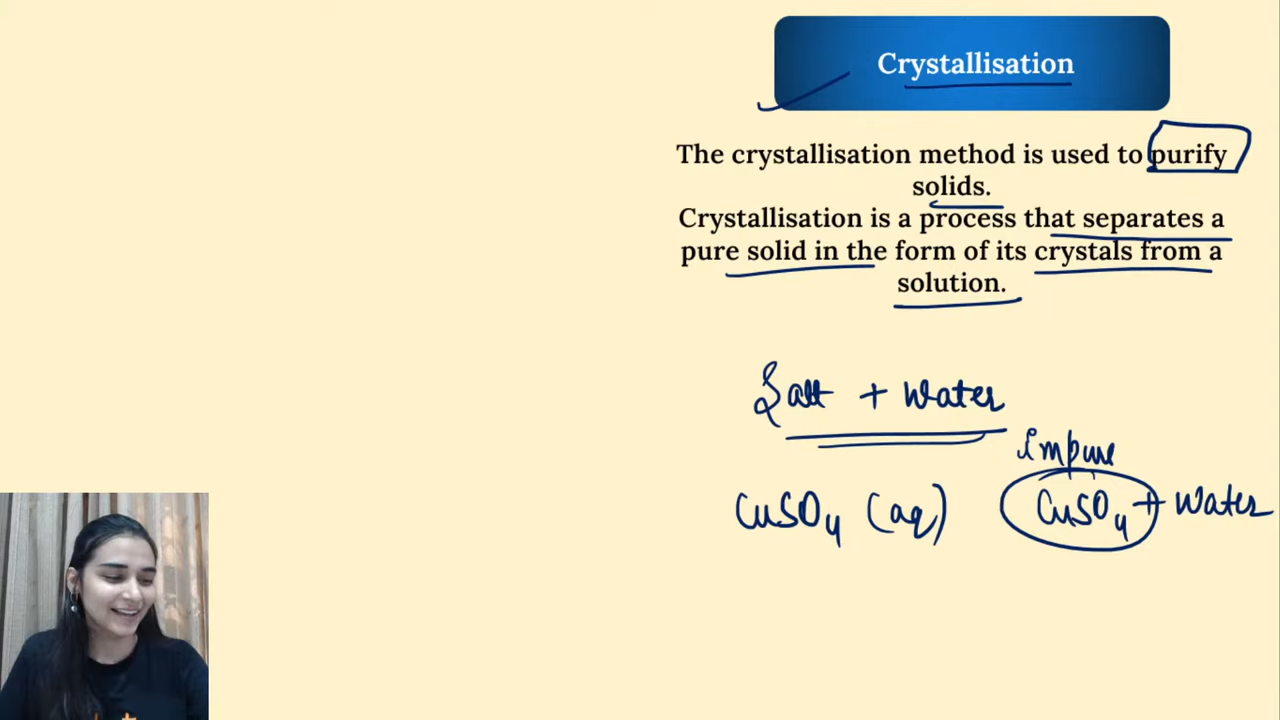 Crystallisation
The crystallisation method is used to purify
solids.
Crystallisation is a process that separates a
pure solid in the form of its crystals from a
solution.
Salt + Water
impure
CuSO4 (aq) CuSO4 + Water